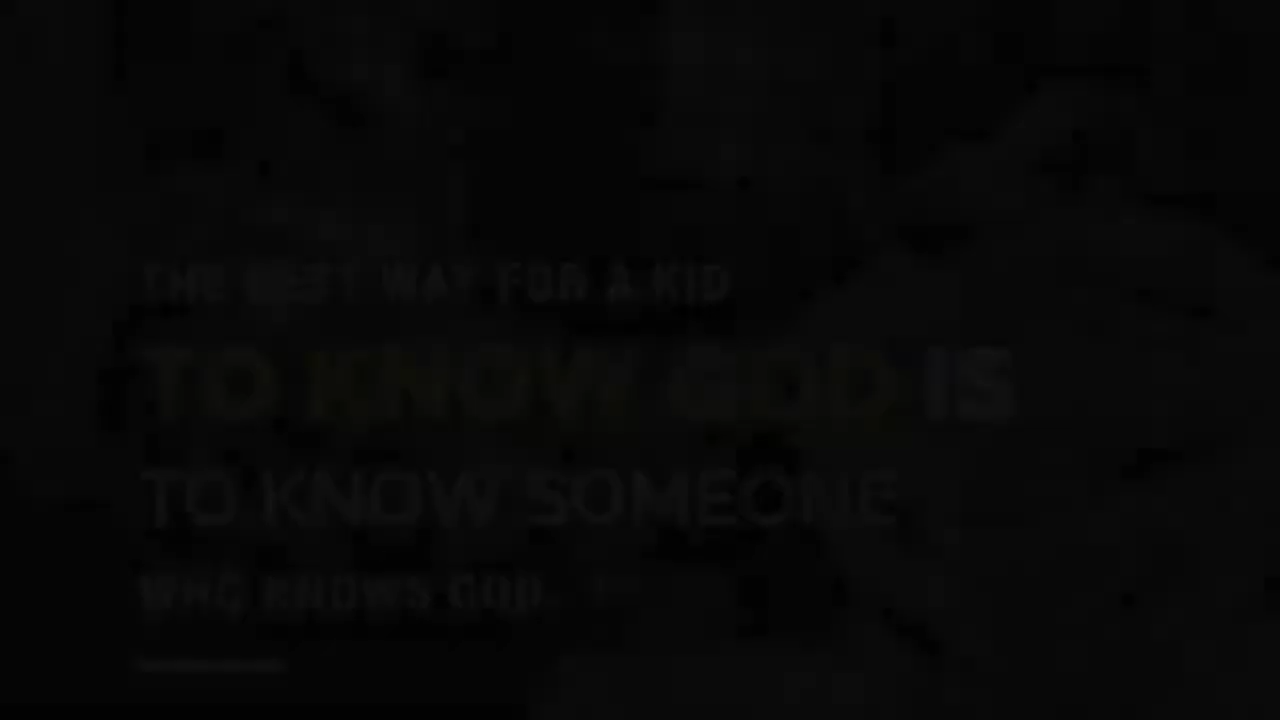 THE BEST WAY FOR A KID
TO KNOW GOD IS
TO KNOW SOMEONE
WHO KNOWS GOD.